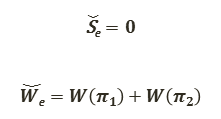 S̆ₑ = 0
W̆ₑ = W(π₁) + W(π₂)